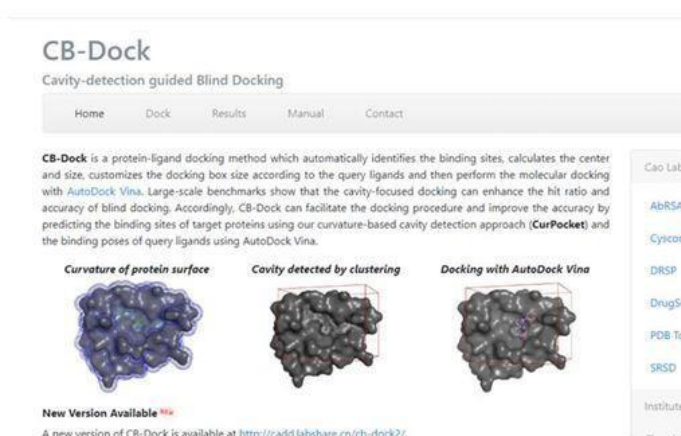 CB-Dock
Cavity-detection guided Blind Docking
Home Dock Results Manual Contact
CB-Dock is a protein-ligand docking method which automatically identifies the binding sites, calculates the center
and size, customizes the docking box size according to the query ligands and then perform the molecular docking
with AutoDock Vina. Large-scale benchmarks show that the cavity-focused docking can enhance the hit ratio and
accuracy of blind docking. Accordingly, CB-Dock can facilitate the docking procedure and improve the accuracy by
predicting the binding sites of target proteins using our curvature-based cavity detection approach (CurPocket) and
the binding poses of query ligands using AutoDock Vina.
Curvature of protein surface Cavity detected by clustering Docking with AutoDock Vina
New Version Available New
A new version of CB-Dock is available at http://cadd.labshare.cn/cb-dock2/.
Cao Lab
AbRSA
DRSP
PDB
SRSD
Institute